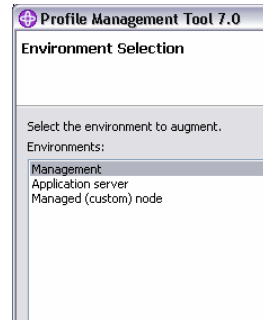 Profile Management Tool 7.0
Environment Selection
Select the environment to augment.
Environments:
Management
Application server
Managed (custom) node